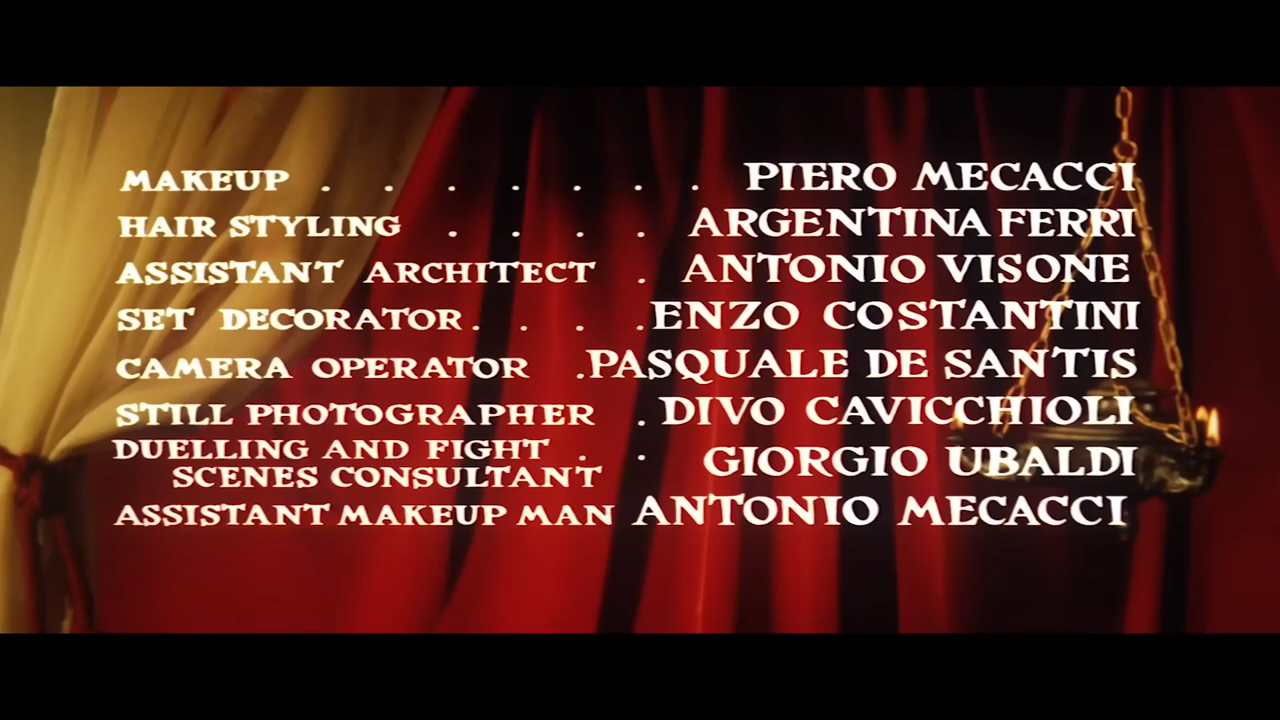 MAKEUP . . . . . . . PIERO MECACCI
HAIR STYLING . . . . ARGENTINA FERRI
ASSISTANT ARCHITECT . ANTONIO VISONE
SET DECORATOR . . . . ENZO COSTANTINI
CAMERA OPERATOR . PASQUALE DE SANTIS
STILL PHOTOGRAPHER . DIVO CAVICCHIOLI
DUELLING AND FIGHT
SCENES CONSULTANT . . GIORGIO UBALDI
ASSISTANT MAKEUP MAN ANTONIO MECACCI